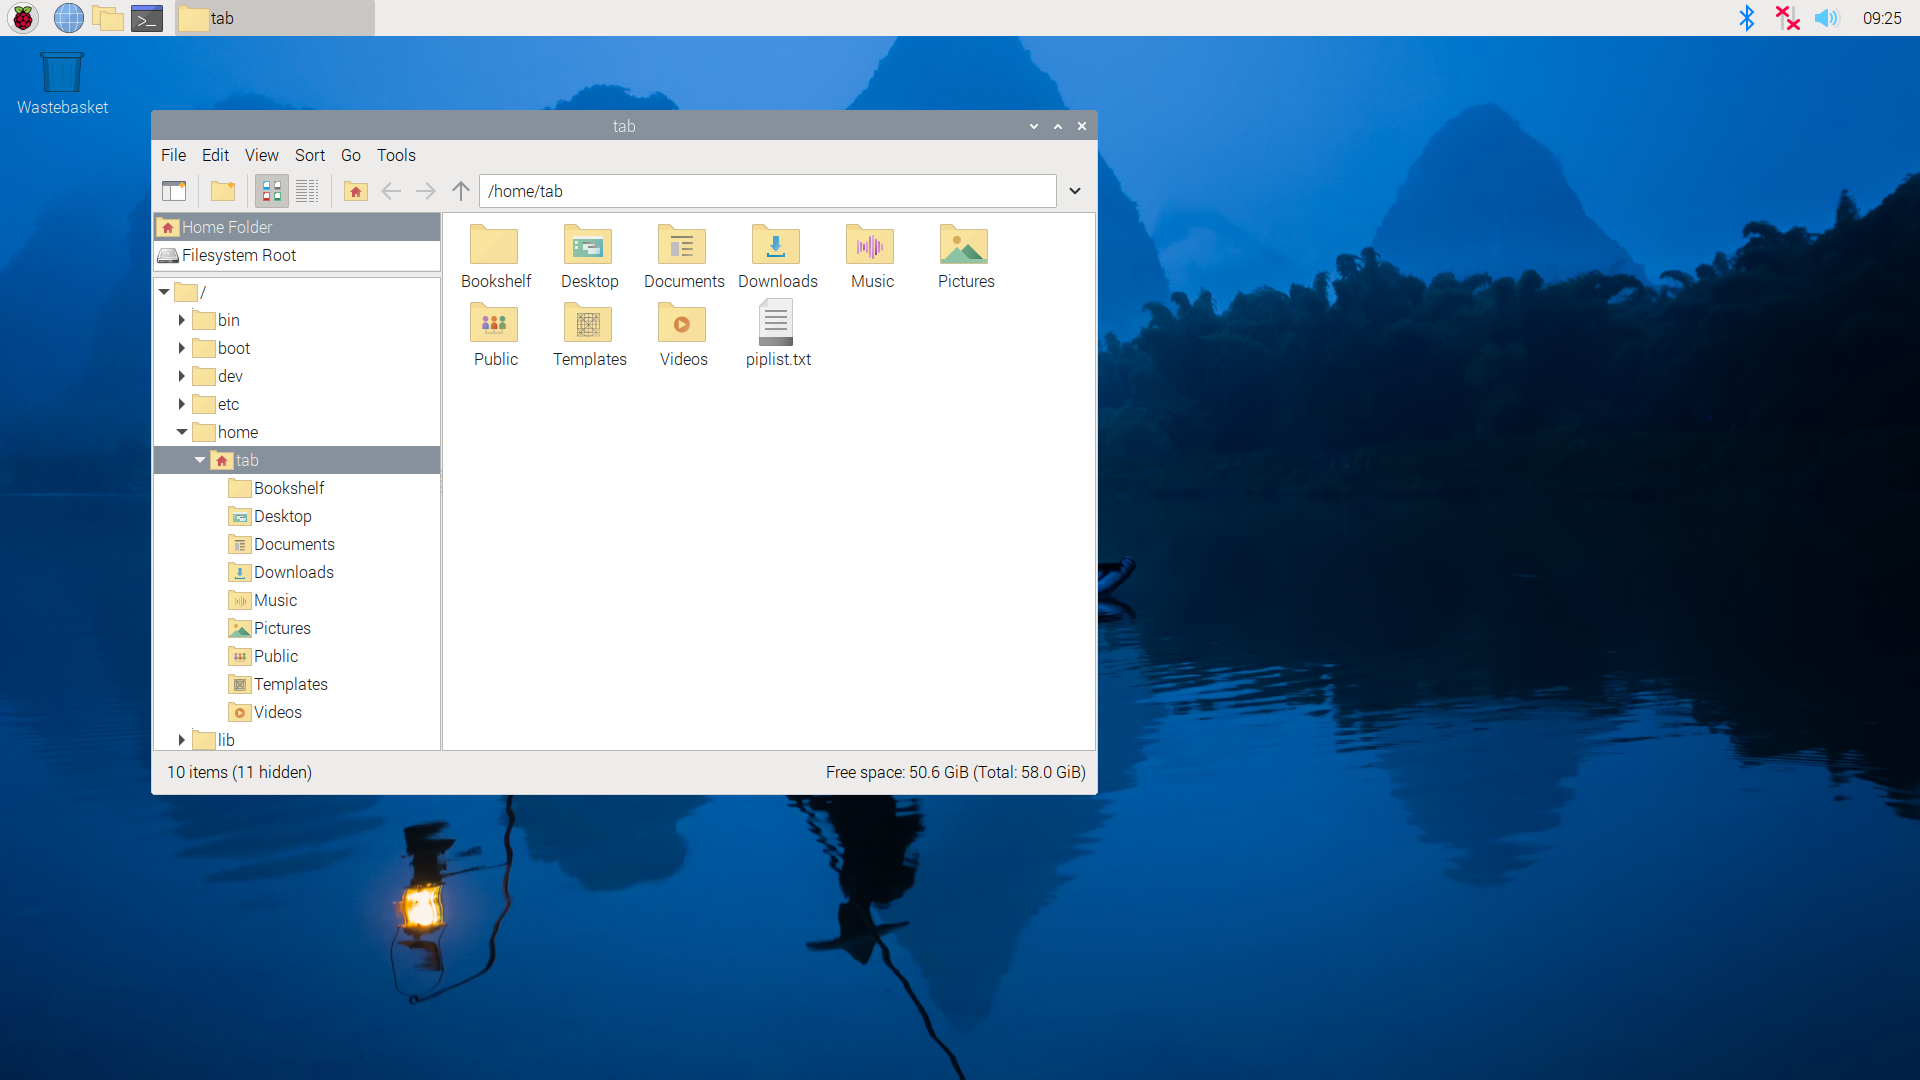 tab
09:25
Wastebasket
tab
File Edit View Sort Go Tools
/home/tab
Home Folder
Filesystem Root
/
bin
boot
dev
etc
home
tab
Bookshelf
Desktop
Documents
Downloads
Music
Pictures
Public
Templates
Videos
lib
Bookshelf Desktop Documents Downloads Music Pictures
Public Templates Videos piplist.txt
10 items (11 hidden)
Free space: 50.6 GiB (Total: 58.0 GiB)